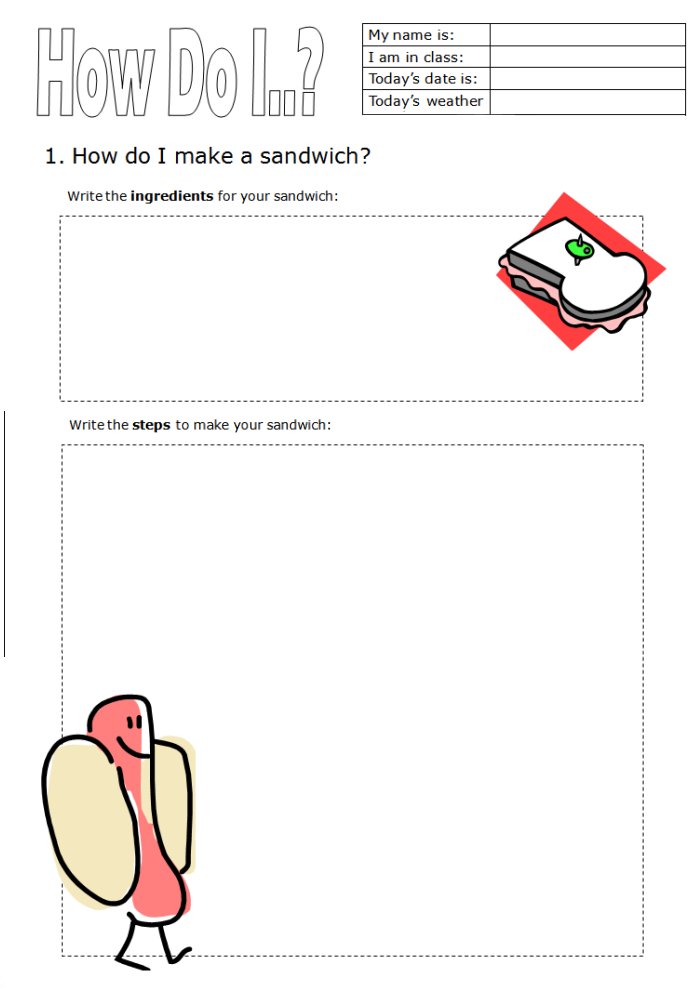 How Do I..?
My name is:
I am in class:
Today's date is:
Today's weather
1. How do I make a sandwich?
Write the ingredients for your sandwich:
Write the steps to make your sandwich: